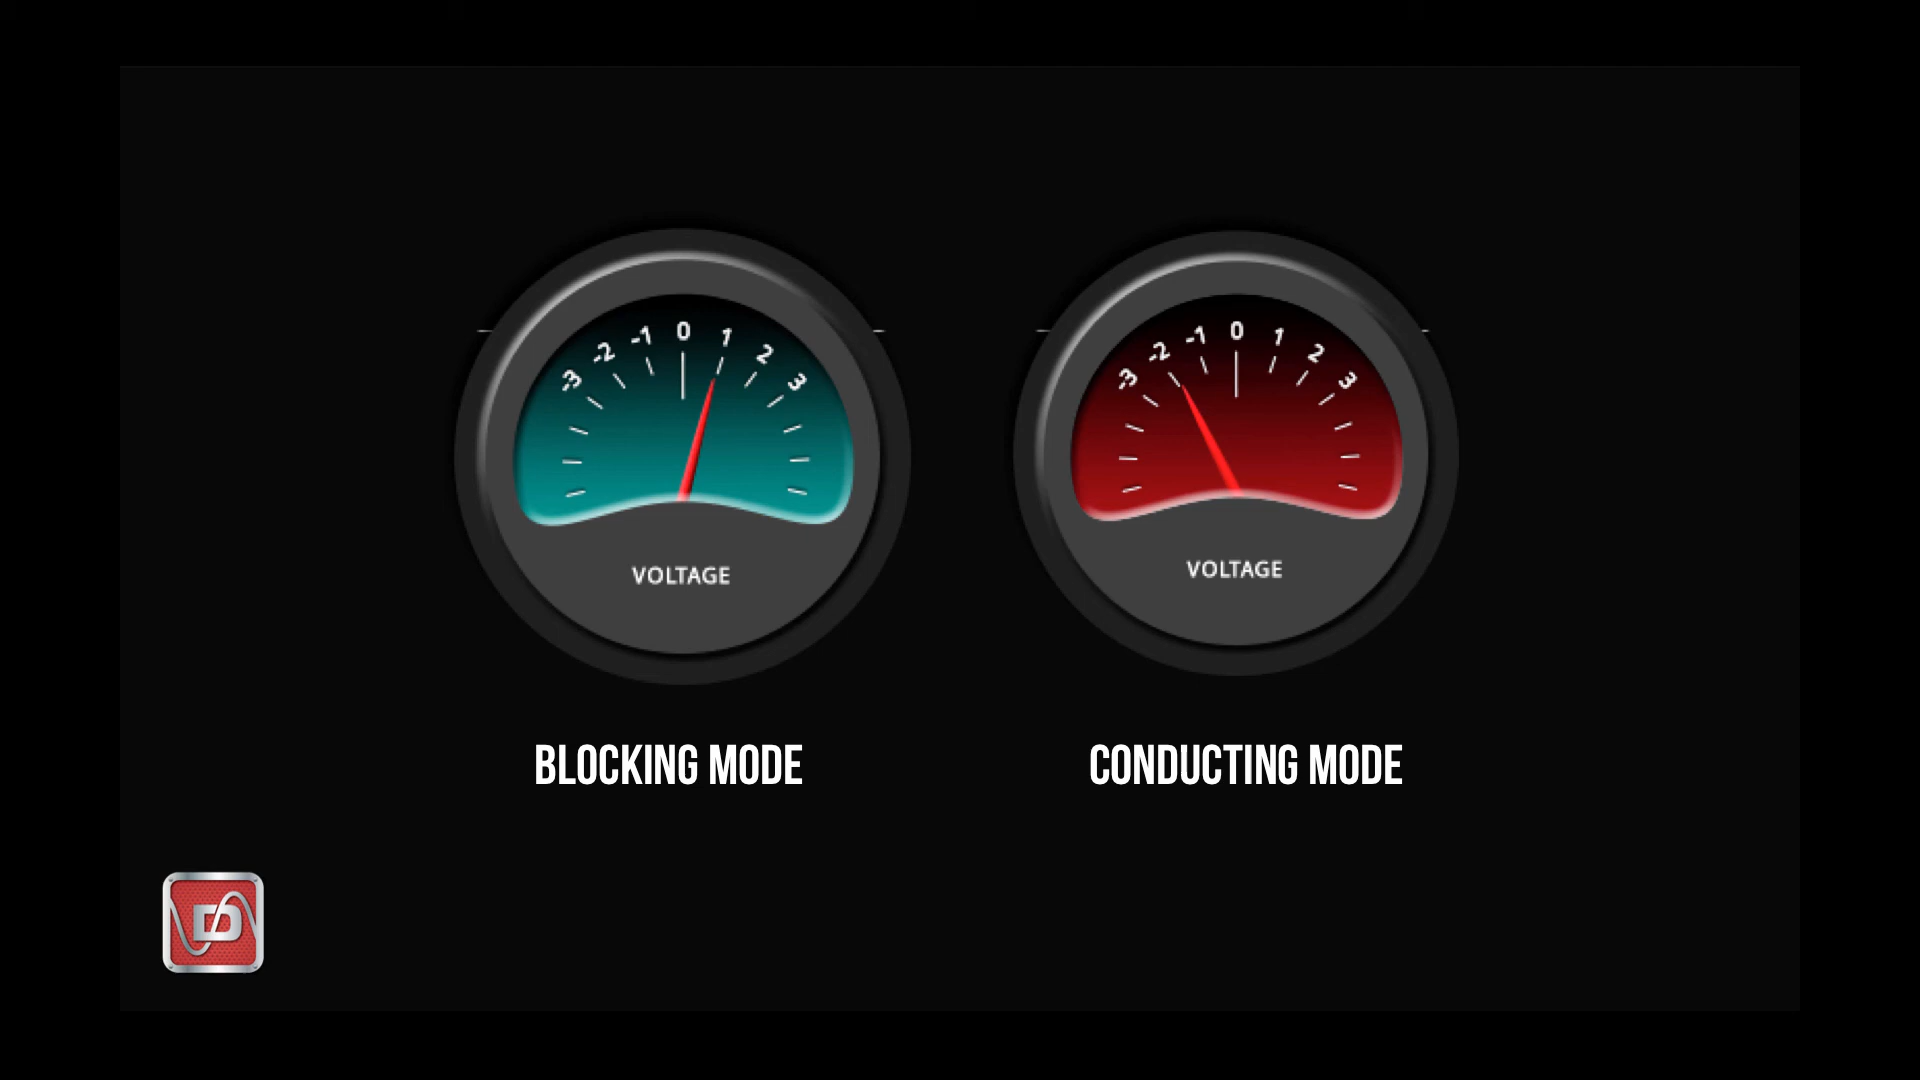 -3 -2 -1 0 1 2 3
VOLTAGE
BLOCKING MODE
-3 -2 -1 0 1 2 3
VOLTAGE
CONDUCTING MODE
D